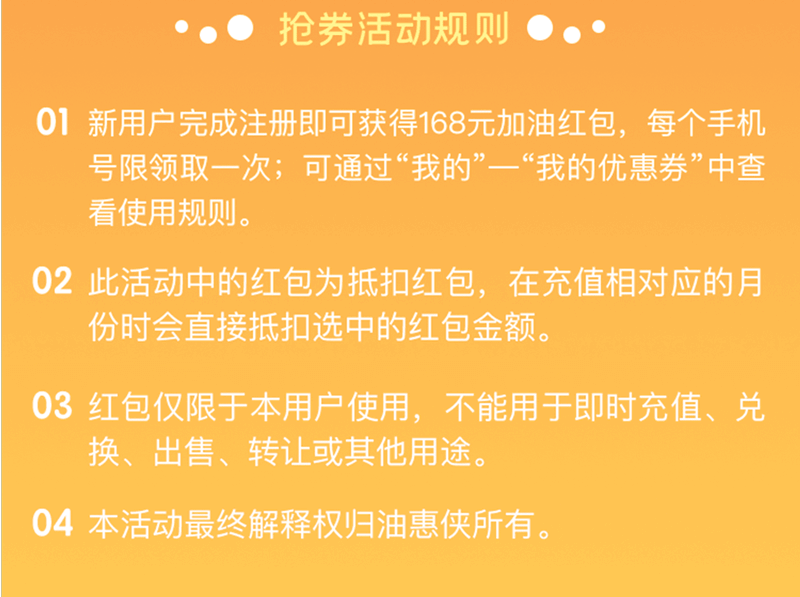 抢券活动规则
01 新用户完成注册即可获得168元加油红包，每个手机
号限领取一次；可通过“我的”—“我的优惠券”中查
看使用规则。
02 此活动中的红包为抵扣红包，在充值相对应的月
份时会直接抵扣选中的红包金额。
03 红包仅限于本用户使用，不能用于即时充值、兑
换、出售、转让或其他用途。
04 本活动最终解释权归油惠侠所有。